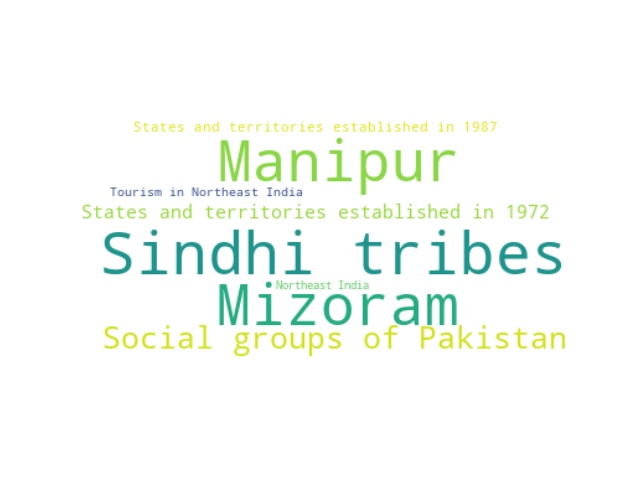 States and territories established in 1987
Manipur
Tourism in Northeast India
States and territories established in 1972
Sindhi tribes
• Northeast India
Mizoram
Social groups of Pakistan